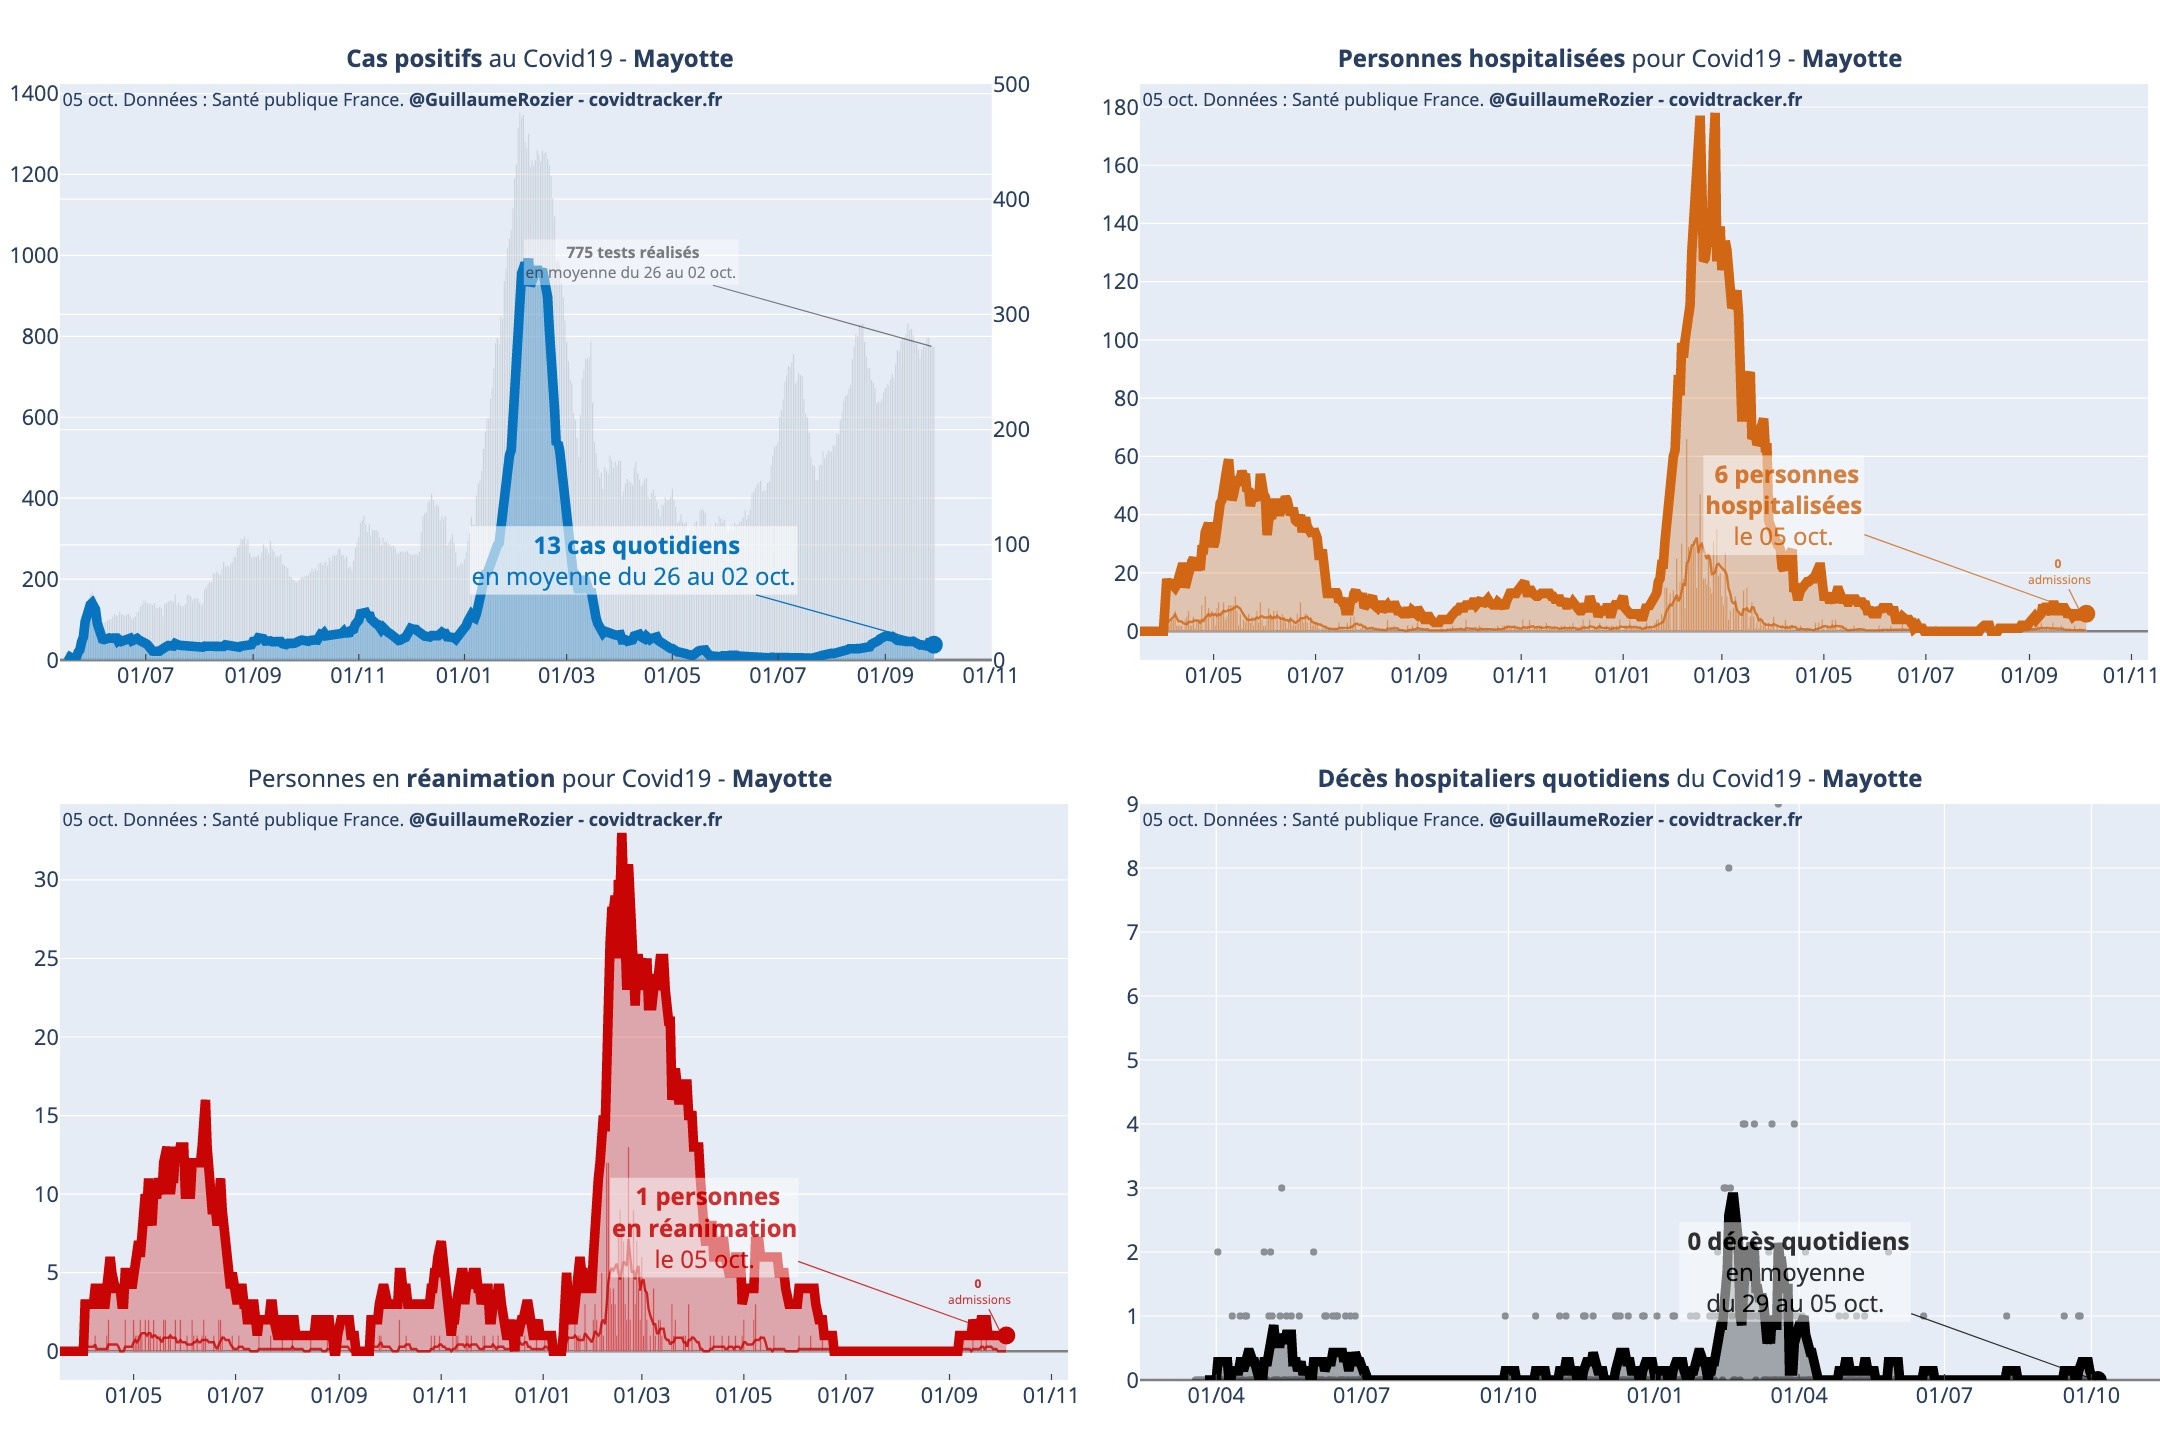 Cas positifs au Covid19 - Mayotte
05 oct. Données : Santé publique France. @GuillaumeRozier - covidtracker.fr
1400
1200
1000
800
600
400
200
0
500
400
300
200
100
0
775 tests réalisés
en moyenne du 26 au 02 oct.
13 cas quotidiens
en moyenne du 26 au 02 oct.
01/07 01/09 01/11 01/01 01/03 01/05 01/07 01/09 01/11
Personnes hospitalisées pour Covid19 - Mayotte
05 oct. Données : Santé publique France. @GuillaumeRozier - covidtracker.fr
180
160
140
120
100
80
60
40
20
0
6 personnes
hospitalisées
le 05 oct.
0
admissions
01/05 01/07 01/09 01/11 01/01 01/03 01/05 01/07 01/09 01/11
Personnes en réanimation pour Covid19 - Mayotte
05 oct. Données : Santé publique France. @GuillaumeRozier - covidtracker.fr
30
25
20
15
10
5
0
1 personnes
en réanimation
le 05 oct.
0
admissions
01/05 01/07 01/09 01/11 01/01 01/03 01/05 01/07 01/09 01/11
Décès hospitaliers quotidiens du Covid19 - Mayotte
05 oct. Données : Santé publique France. @GuillaumeRozier - covidtracker.fr
9
8
7
6
5
4
3
2
1
0
0 décès quotidiens
en moyenne
du 29 au 05 oct.
01/04 01/07 01/10 01/01 01/04 01/07 01/10